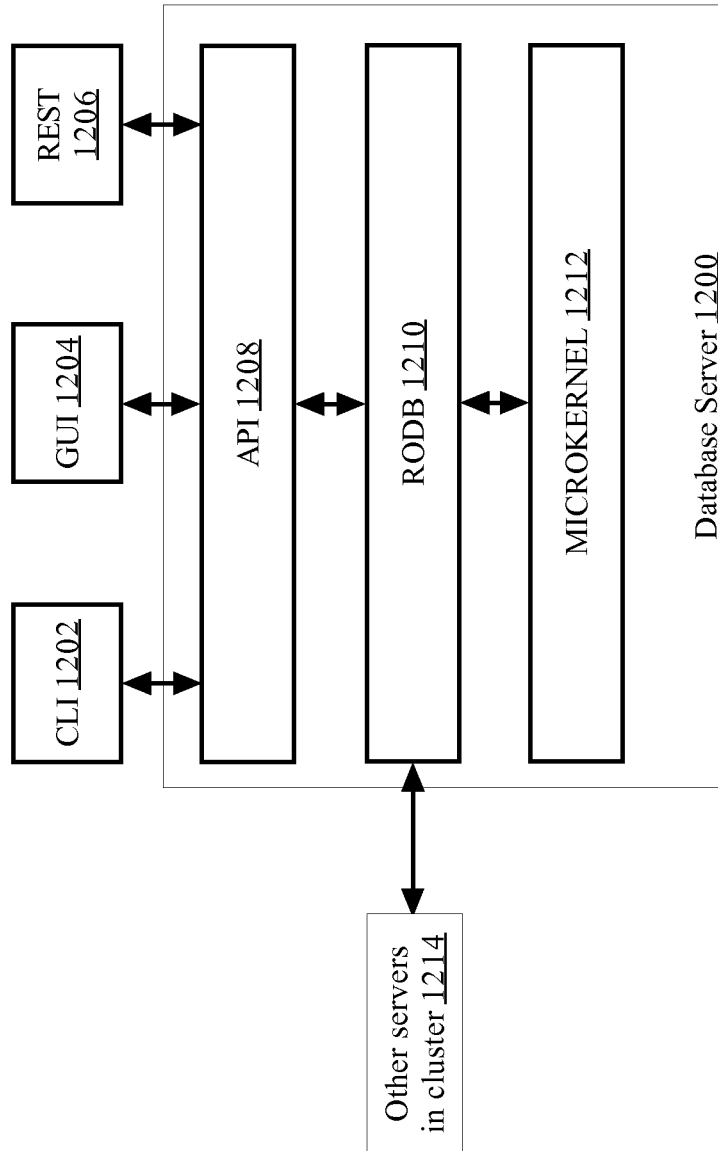 CLI 1202
GUI 1204
REST
1206
API 1208
RODB 1210
MICROKERNEL 1212
Database Server 1200
Other servers
in cluster 1214